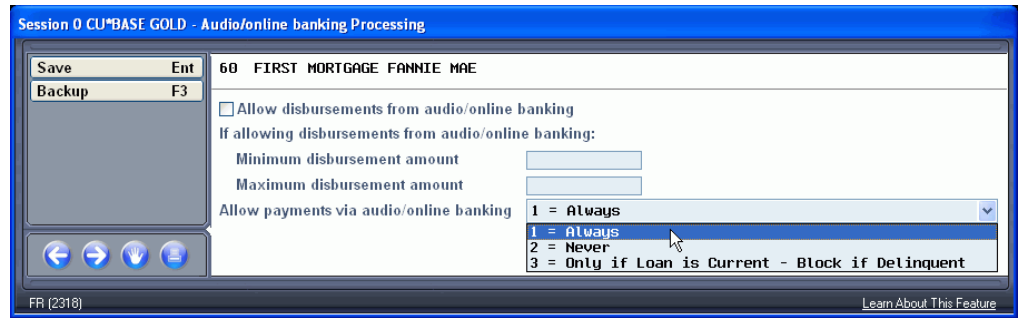 Session 0 CU*BASE GOLD - Audio/online banking Processing
Save Ent
Backup F3
60 FIRST MORTGAGE FANNIE MAE
Allow disbursements from audio/online banking
If allowing disbursements from audio/online banking:
Minimum disbursement amount
Maximum disbursement amount
Allow payments via audio/online banking 1 = Always
1 = Always
2 = Never
3 = Only if Loan is Current - Block if Delinquent
FR (2318) Learn About This Feature